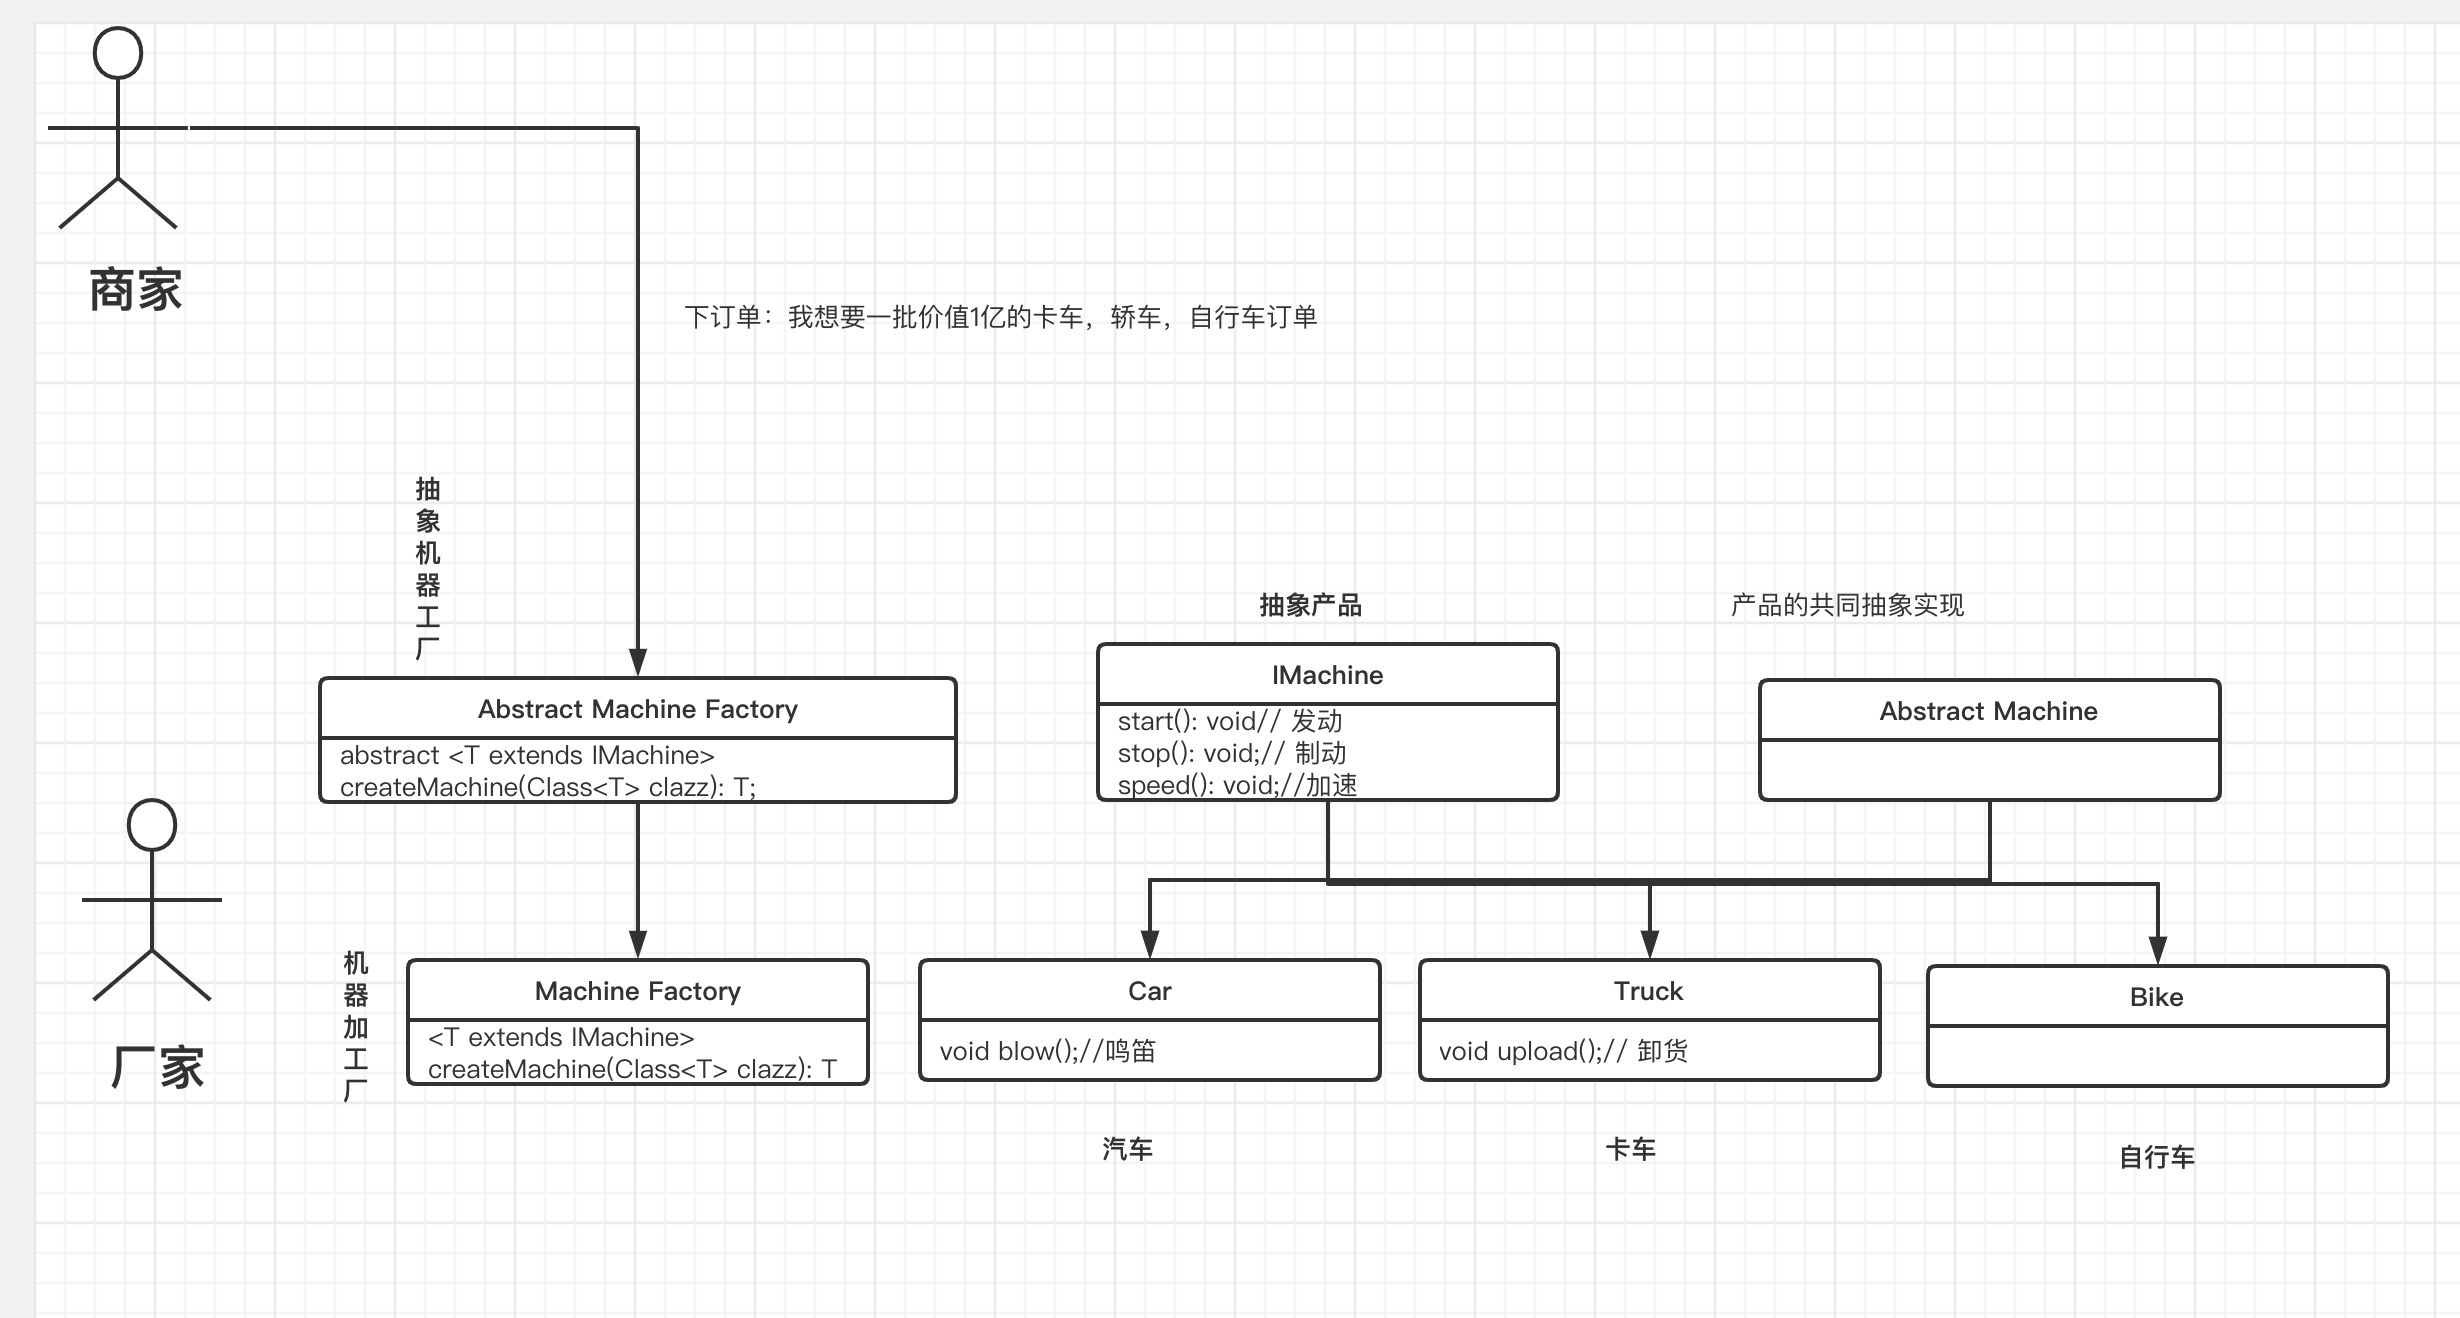 商家
下订单：我想要一批价值1亿的卡车，轿车，自行车订单
抽
象
机
器
工
厂
Abstract Machine Factory
abstract <T extends IMachine>
createMachine(Class<T> clazz): T;
抽象产品
IMachine
start(): void// 发动
stop(): void;// 制动
speed(): void;//加速
产品的共同抽象实现
Abstract Machine
厂家
机
器
加
工
厂
Machine Factory
<T extends IMachine>
createMachine(Class<T> clazz): T
Car
void blow();//鸣笛
汽车
Truck
void upload();// 卸货
卡车
Bike
自行车